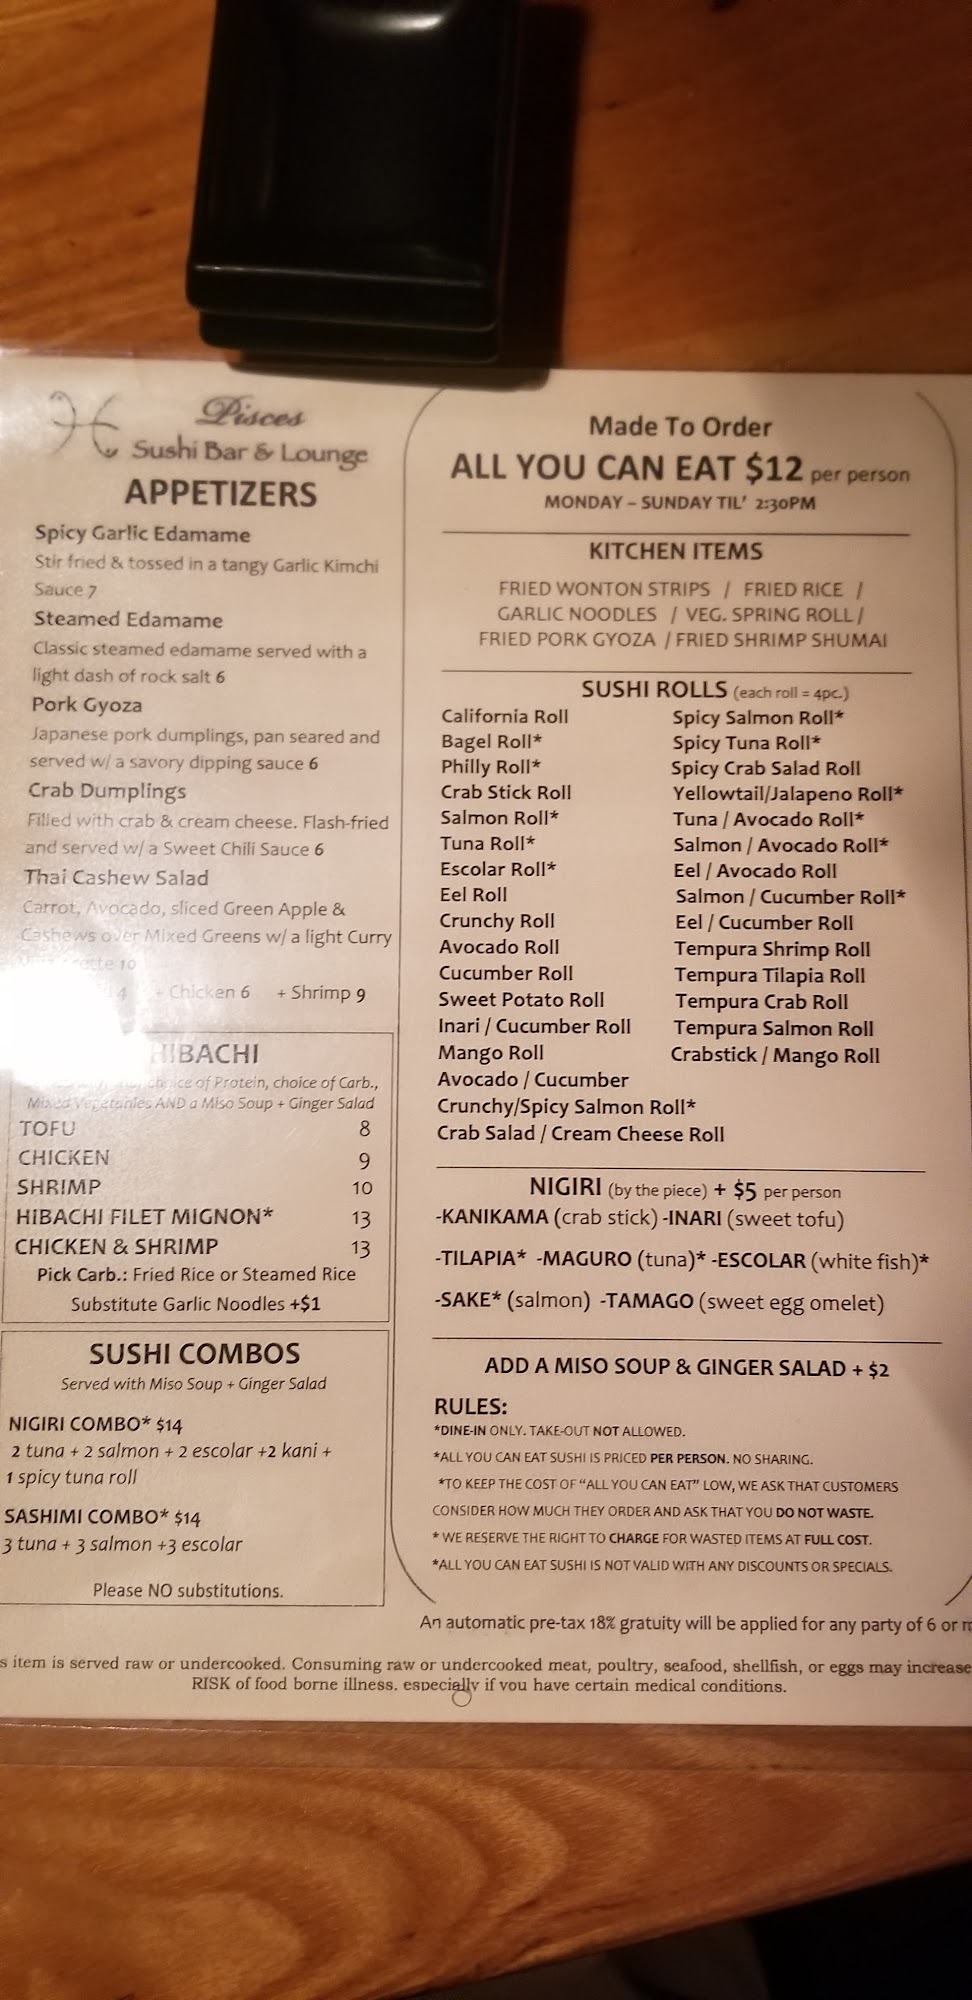 Pisces
Sushi Bar & Lounge
APPETIZERS
Spicy Garlic Edamame
Stir fried & tossed in a tangy Garlic Kimchi
Sauce 7
Steamed Edamame
Classic steamed edamame served with a
light dash of rock salt 6
Pork Gyoza
Japanese pork dumplings, pan seared and
served w/ a savory dipping sauce 6
Crab Dumplings
Filled with crab & cream cheese. Flash-fried
and served w/ a Sweet Chili Sauce 6
Thai Cashew Salad
Carrot, Avocado, sliced Green Apple &
Cashews over Mixed Greens w/ a light Curry
10
4 + Chicken 6 + Shrimp 9
HIBACHI
choice of Protein, choice of Carb.,
Mixed Vegetables AND a Miso Soup + Ginger Salad
TOFU 8
CHICKEN 9
SHRIMP 10
HIBACHI FILET MIGNON* 13
CHICKEN & SHRIMP 13
Pick Carb.: Fried Rice or Steamed Rice
Substitute Garlic Noodles +$1
SUSHI COMBOS
Served with Miso Soup + Ginger Salad
NIGIRI COMBO* $14
2 tuna + 2 salmon + 2 escolar +2 kani +
1 spicy tuna roll
SASHIMI COMBO* $14
3 tuna + 3 salmon +3 escolar
Please NO substitutions.
Made To Order
ALL YOU CAN EAT $12 per person
MONDAY – SUNDAY TIL' 2:30PM
KITCHEN ITEMS
FRIED WONTON STRIPS / FRIED RICE /
GARLIC NOODLES / VEG. SPRING ROLL /
FRIED PORK GYOZA / FRIED SHRIMP SHUMAI
SUSHI ROLLS (each roll = 4pc.)
California Roll
Bagel Roll*
Philly Roll*
Crab Stick Roll
Salmon Roll*
Tuna Roll*
Escolar Roll*
Eel Roll
Crunchy Roll
Avocado Roll
Cucumber Roll
Sweet Potato Roll
Inari / Cucumber Roll
Mango Roll
Avocado / Cucumber
Crunchy/Spicy Salmon Roll*
Crab Salad / Cream Cheese Roll
Spicy Salmon Roll*
Spicy Tuna Roll*
Spicy Crab Salad Roll
Yellowtail/Jalapeno Roll*
Tuna / Avocado Roll*
Salmon / Avocado Roll*
Eel / Avocado Roll
Salmon / Cucumber Roll*
Eel / Cucumber Roll
Tempura Shrimp Roll
Tempura Tilapia Roll
Tempura Crab Roll
Tempura Salmon Roll
Crabstick / Mango Roll
NIGIRI (by the piece) + $5 per person
-KANIKAMA (crab stick) -INARI (sweet tofu)
-TILAPIA* -MAGURO (tuna)* -ESCOLAR (white fish)*
-SAKE* (salmon) -TAMAGO (sweet egg omelet)
ADD A MISO SOUP & GINGER SALAD + $2
RULES:
*DINE-IN ONLY. TAKE-OUT NOT ALLOWED.
*ALL YOU CAN EAT SUSHI IS PRICED PER PERSON. NO SHARING.
*TO KEEP THE COST OF "ALL YOU CAN EAT" LOW, WE ASK THAT CUSTOMERS
CONSIDER HOW MUCH THEY ORDER AND ASK THAT YOU DO NOT WASTE.
* WE RESERVE THE RIGHT TO CHARGE FOR WASTED ITEMS AT FULL COST.
*ALL YOU CAN EAT SUSHI IS NOT VALID WITH ANY DISCOUNTS OR SPECIALS.
An automatic pre-tax 18% gratuity will be applied for any party of 6 or
s item is served raw or undercooked. Consuming raw or undercooked meat, poultry, seafood, shellfish, or eggs may increase
RISK of food borne illness. especially if you have certain medical conditions.